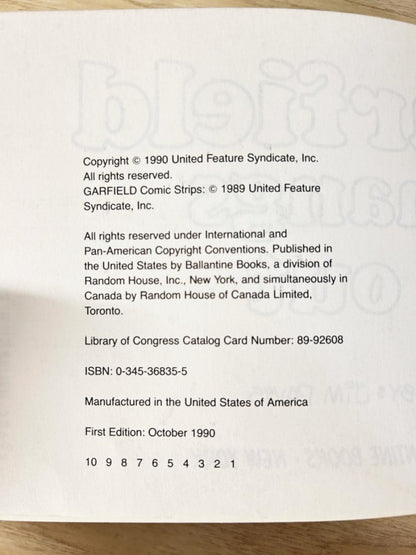 Copyright © 1990 United Feature Syndicate, Inc.
All rights reserved.
GARFIELD Comic Strips: © 1989 United Feature
Syndicate, Inc.
All rights reserved under International and
Pan-American Copyright Conventions. Published in
the United States by Ballantine Books, a division of
Random House, Inc., New York, and simultaneously in
Canada by Random House of Canada Limited,
Toronto.
Library of Congress Catalog Card Number: 89-92608
ISBN: 0-345-36835-5
Manufactured in the United States of America
First Edition: October 1990
10 9 8 7 6 5 4 3 2 1